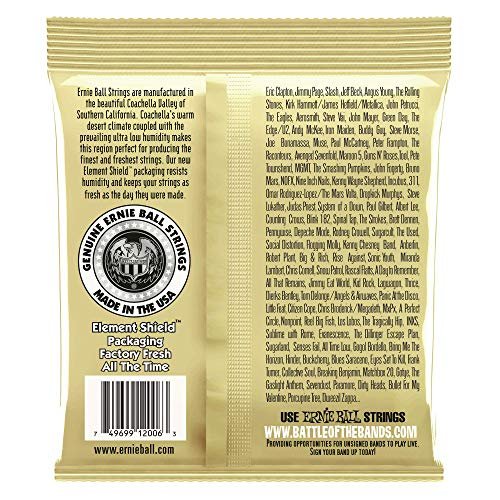 Ernie Ball Strings are manufactured in
the beautiful Coachella Valley of
Southern California. Coachella's warm
desert climate coupled with the
prevailing ultra low humidity makes
this region perfect for producing the
finest and freshest strings. Our new
Element Shield™ packaging resists
humidity and keeps your strings as
fresh as the day they were made.
GENUINE ERNIE BALL STRINGS
MADE IN THE USA
Element Shield™
Packaging
Factory Fresh
All The Time
7 49699 12006 3
www.ernieball.com
Eric Clapton, Jimmy Page, Slash, Jeff Beck, Angus Young, The Rolling
Stones, Kirk Hammett/James Hetfield/Metallica, John Petrucci,
The Eagles, Aerosmith, Steve Vai, John Mayer, Green Day, The
Edge/U2, Andy McKee, Iron Maiden, Buddy Guy, Steve Morse,
Joe Bonamassa, Muse, Paul McCartney, Peter Frampton, The
Raconteurs, Avenged Sevenfold, Maroon 5, Guns N' Roses, Tool, Pete
Townshend, MGMT, The Smashing Pumpkins, John Fogerty, Bruno
Mars, NOFX, Nine Inch Nails, Kenny Wayne Shepherd, Incubus, 311,
Omar Rodriguez-Lopez/The Mars Volta, Dropkick Murphys, Steve
Lukather, Judas Priest, System of a Down, Paul Gilbert, Albert Lee,
Counting Crows, Blink 182, Spinal Tap, The Strokes, Brett Dennen,
Pennywise, Depeche Mode, Rodney Crowell, Sugarcult, The Used,
Social Distortion, Flogging Molly, Kenny Chesney Band, Anberlin,
Robert Plant, Big & Rich, Rise Against, Sonic Youth, Miranda
Lambert, Chris Cornell, Snow Patrol, Rascal Flatts, A Day to Remember,
All That Remains, Jimmy Eat World, Kid Rock, Lagwagon, Thrice,
Dierks Bentley, Tom Delonge/Angels & Airwaves, Panic At the Disco,
Little Feat, Citizen Cope, Chris Broderick/Megadeth, MxPx, A Perfect
Circle, Nonpoint, Reel Big Fish, Los Lobos, The Tragically Hip, INXS,
Sublime with Rome, Evanescence, The Dillinger Escape Plan,
Sugarland, Senses Fail, All Time Low, Gogol Bordello, Bring Me The
Horizon, Hinder, Buckcherry, Blues Saraceno, Eyes Set To Kill, Frank
Turner, Collective Soul, Breaking Benjamin, Matchbox 20, Gotye, The
Gaslight Anthem, Sevendust, Paramore, Dirty Heads, Bullet for My
Valentine, Porcupine Tree, Dweezil Zappa...
USE ERNIE BALL STRINGS
WWW.BATTLEOFTHEBANDS.COM
PROVIDING OPPORTUNITIES FOR UNSIGNED BANDS TO PLAY LIVE.
SIGN YOUR BAND UP TODAY!